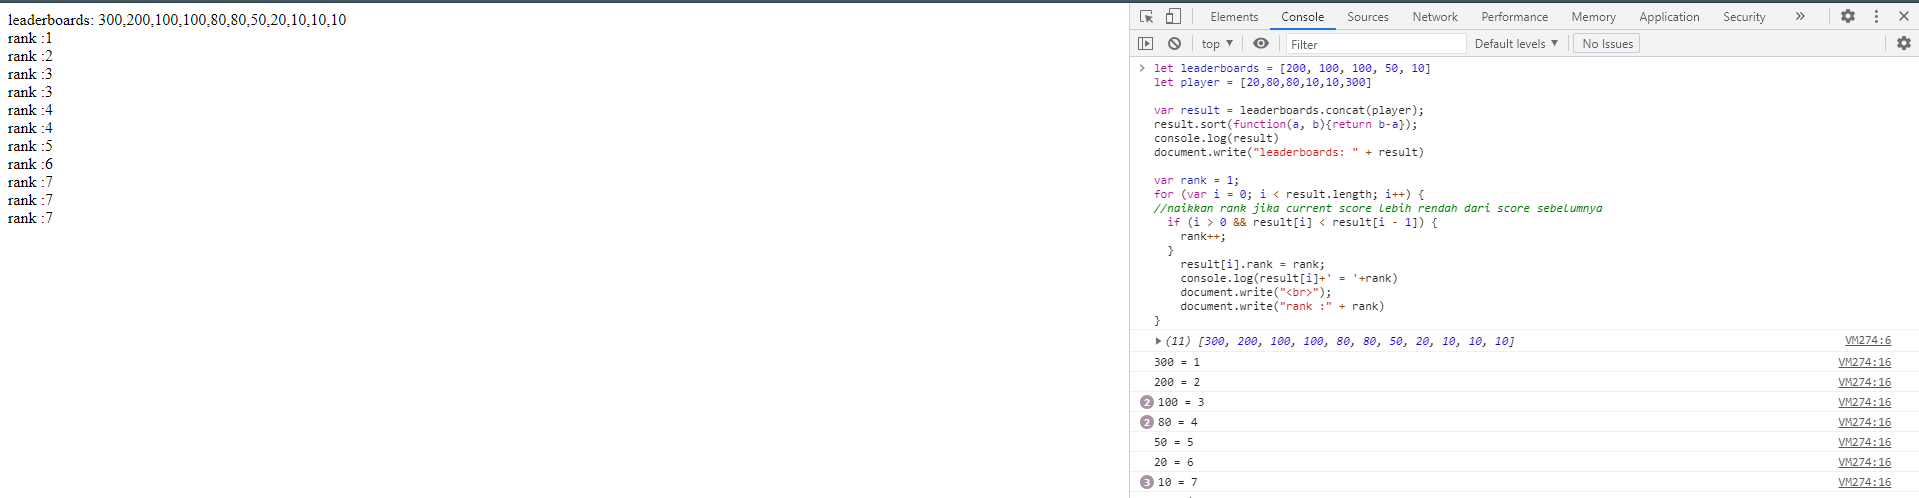 leaderboards: 300,200,100,100,80,80,50,20,10,10,10
rank :1
rank :2
rank :3
rank :3
rank :4
rank :4
rank :5
rank :6
rank :7
rank :7
rank :7
Elements Console Sources Network Performance Memory Application Security »
top ▼ Filter Default levels ▼ No Issues
> let leaderboards = [200, 100, 100, 50, 10]
let player = [20,80,80,10,10,300]
var result = leaderboards.concat(player);
result.sort(function(a, b){return b-a});
console.log(result)
document.write("leaderboards: " + result)
var rank = 1;
for (var i = 0; i < result.length; i++) {
//naikkan rank jika current score lebih rendah dari score sebelumnya
if (i > 0 && result[i] < result[i - 1]) {
rank++;
}
result[i].rank = rank;
console.log(result[i]+' = '+rank)
document.write("<br>");
document.write("rank :" + rank)
}
(11) [300, 200, 100, 100, 80, 80, 50, 20, 10, 10, 10] VM274:6
300 = 1 VM274:16
200 = 2 VM274:16
2 100 = 3 VM274:16
2 80 = 4 VM274:16
50 = 5 VM274:16
20 = 6 VM274:16
3 10 = 7 VM274:16